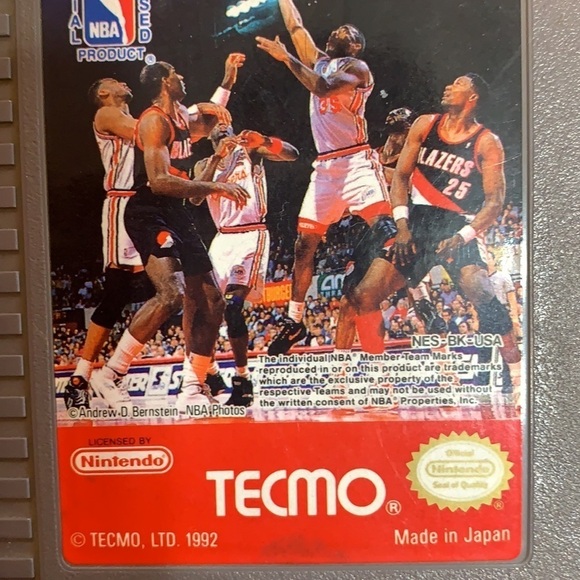 NBA
PRODUCT®
BLAZERS
25
NES-BK-USA
The individual NBA Member Team Marks
reproduced in or on this product are trademarks
which are the exclusive property of the
respective Teams and may not be used without
the written consent of NBA Properties, Inc.
© Andrew D Bernstein NBA Photos
LICENSED BY
Nintendo®
TECMO®
Official
Nintendo
Seal of Quality
®
© TECMO, LTD. 1992
Made in Japan